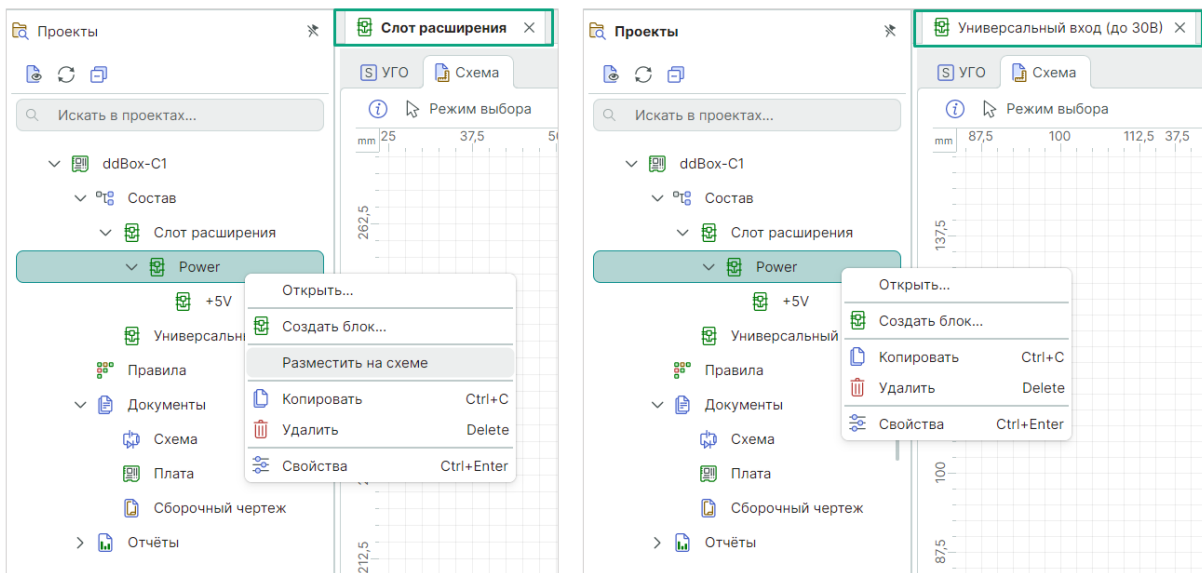 Проекты
Искать в проектах...
ddBox-C1
Состав
Слот расширения
Power
+5V
Универсальн
Правила
Документы
Схема
Плата
Сборочный чертеж
Отчёты
Открыть...
Создать блок...
Разместить на схеме
Копировать Ctrl+C
Удалить Delete
Свойства Ctrl+Enter
Слот расширения
S УГО Схема
i Режим выбора
mm 25 37,5
262,5
212,5
Проекты
Искать в проектах...
ddBox-C1
Состав
Слот расширения
Power
+5V
Универсальный
Правила
Документы
Схема
Плата
Сборочный чертеж
Отчёты
Открыть...
Создать блок...
Копировать Ctrl+C
Удалить Delete
Свойства Ctrl+Enter
Универсальный вход (до 30В)
S УГО Схема
i Режим выбора
mm 87,5 100 112,5 37,5
137,5
100
87,5